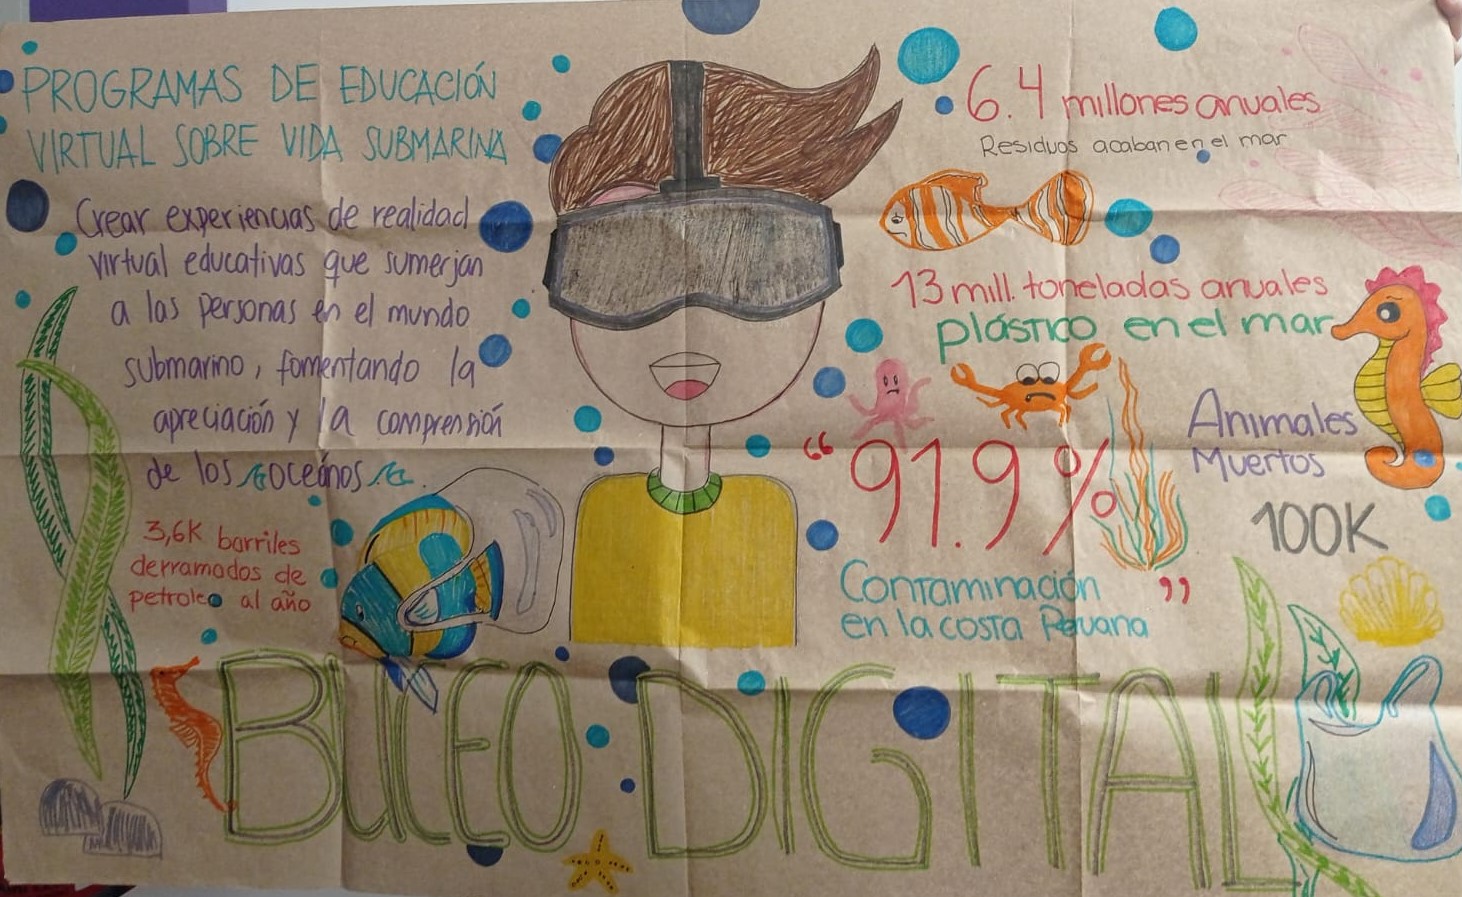 PROGRAMAS DE EDUCACIÓN
VIRTUAL SOBRE VIDA SUBMARINA
Crear experiencias de realidad
virtual educativas que sumerjan
a las personas en el mundo
submarino, fomentando la
apreciación y la comprensión
de los océanos.
3,6K barriles
derramados de
petroleo al año
6.4 millones anuales
Residuos acaban en el mar
13 mill. toneladas anuales
plástico en el mar
Animales
Muertos
100K
"91.9%"
Contaminación
en la costa Peruana
BUCEO DIGITAL